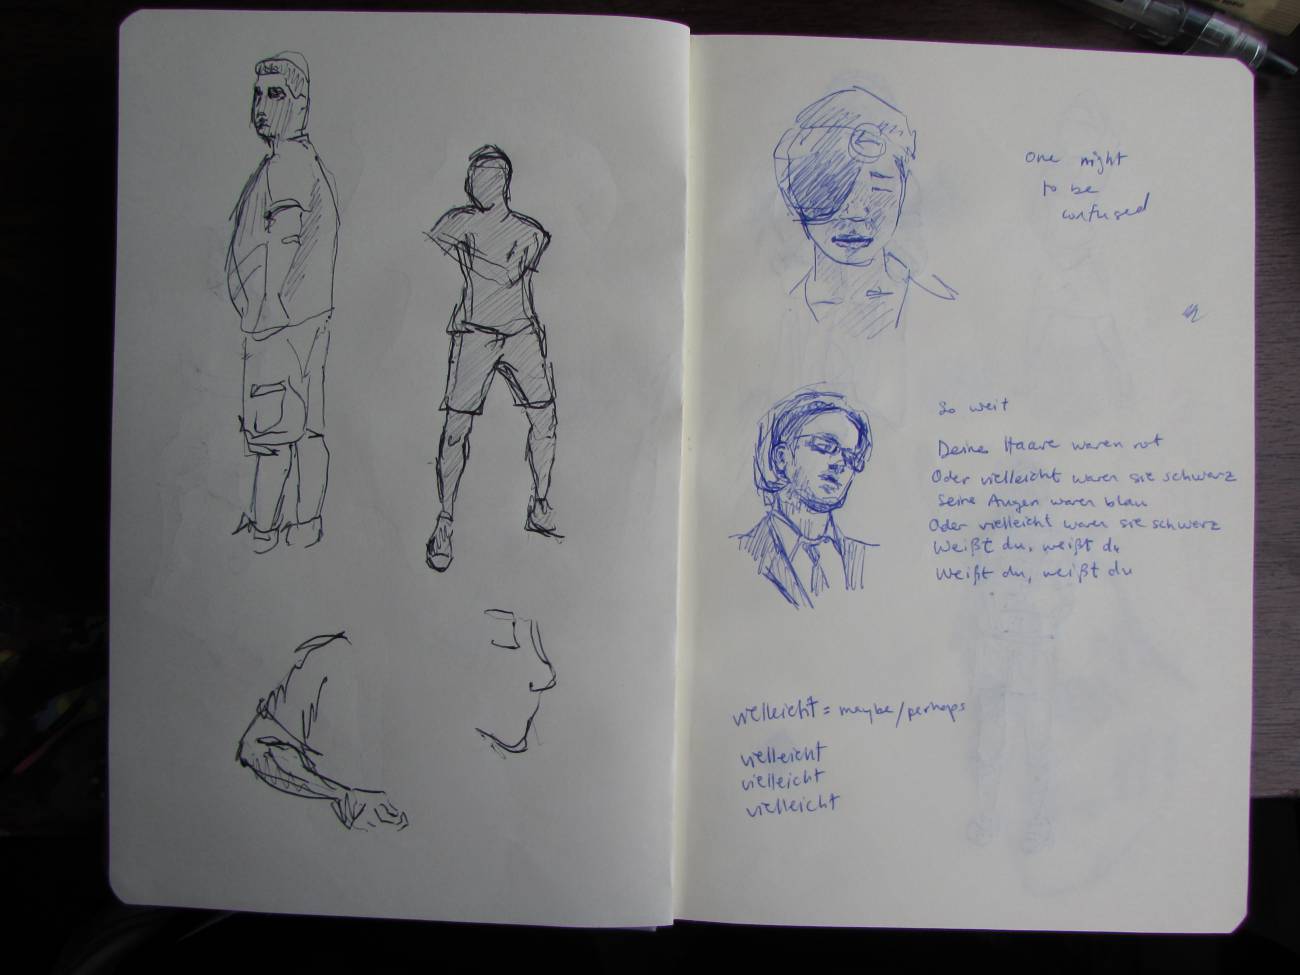 One might
to be
confused
So weit
Deine Haare waren rot
Oder vielleicht waren sie schwarz
Seine Augen waren blau
Oder vielleicht waren sie schwarz
Weißt du, weißt du
Weißt du, weißt du
vielleicht = maybe/perhaps
vielleicht
vielleicht
vielleicht